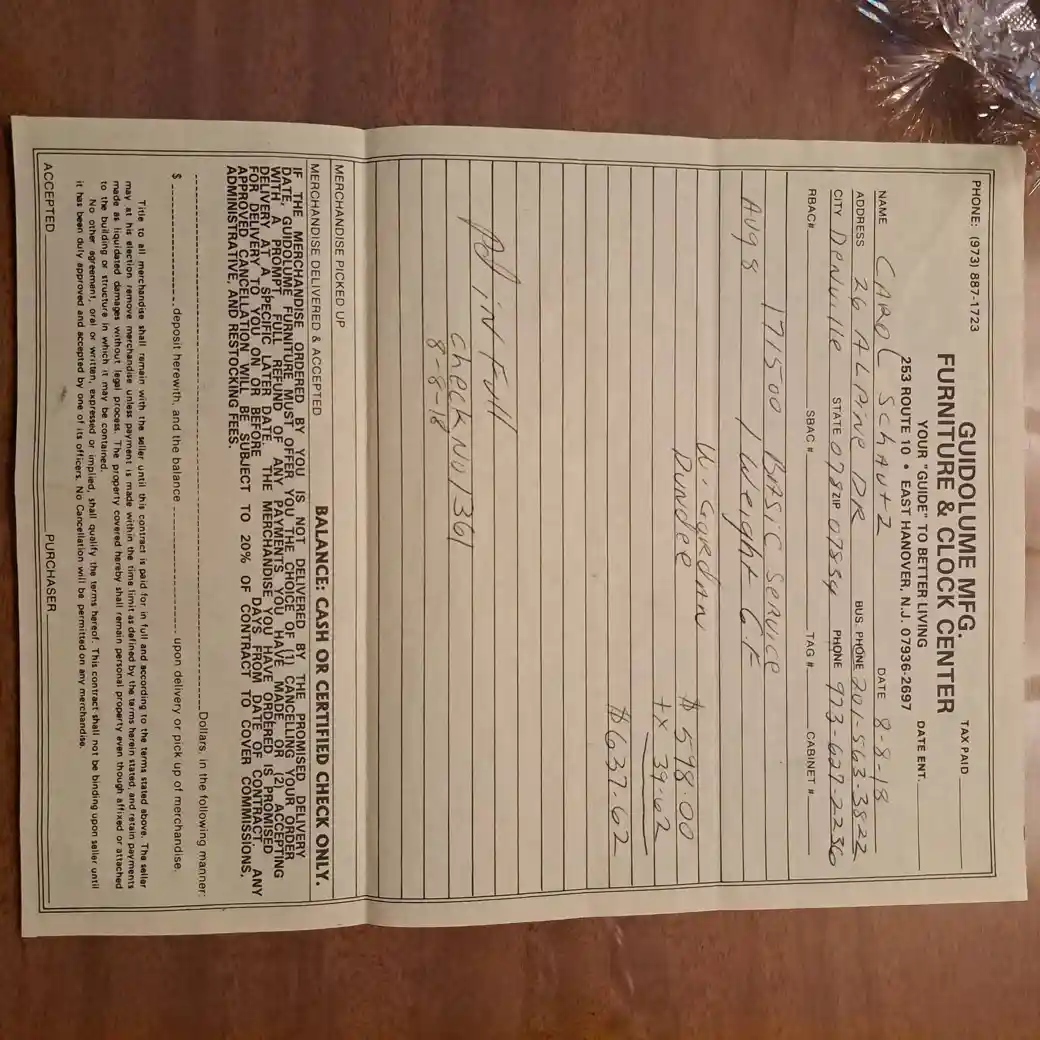 GUIDOLUME MFG.
FURNITURE & CLOCK CENTER
YOUR "GUIDE" TO BETTER LIVING
253 ROUTE 10 • EAST HANOVER, N.J. 07936-2697
PHONE: (973) 887-1723
TAX PAID
DATE ENT.
NAME CAROL SCHAUTZ DATE 8-8-18
ADDRESS 26 ALPINE DR BUS. PHONE 201-563-3822
CITY Denville STATE 078 ZIP 07834 PHONE 973-627-2236
RBAC# SBAC # TAG # CABINET #
AUG 8 171500 BASIC Service
1 Weight G.F
W. Gordan $598.00
Dundee +x 39.62
$637.62
Pd in Full
check NO 1361
8-8-18
MERCHANDISE PICKED UP
BALANCE: CASH OR CERTIFIED CHECK ONLY.
MERCHANDISE DELIVERED & ACCEPTED
IF THE MERCHANDISE ORDERED BY YOU IS NOT DELIVERED BY THE PROMISED DELIVERY
DATE, GUIDOLUME FURNITURE MUST OFFER YOU THE CHOICE OF (1) CANCELLING YOUR ORDER
WITH A PROMPT FULL REFUND OF ANY PAYMENTS YOU HAVE MADE, OR (2) ACCEPTING
DELIVERY AT A SPECIFIC LATER DATE. THE MERCHANDISE YOU HAVE ORDERED IS PROMISED
FOR DELIVERY TO YOU ON OR BEFORE DAYS FROM DATE OF CONTRACT. ANY
APPROVED CANCELLATION WILL BE SUBJECT TO 20% OF CONTRACT TO COVER COMMISSIONS,
ADMINISTRATIVE, AND RESTOCKING FEES.
Dollars, in the following manner:
$ deposit herewith, and the balance upon delivery or pick up of merchandise.
Title to all merchandise shall remain with the seller until this contract is paid for in full and according to the terms stated above. The seller
may at his election remove merchandise unless payment is made within the time limit as defined by the terms herein stated, and retain payments
made as liquidated damages without legal process. The property covered hereby shall remain personal property even though affixed or attached
to the building or structure in which it may be contained.
No other agreement, oral or written, expressed or implied, shall qualify the terms hereof. This contract shall not be binding upon seller until
it has been duly approved and accepted by one of its officers. No Cancellation will be permitted on any merchandise.
ACCEPTED PURCHASER